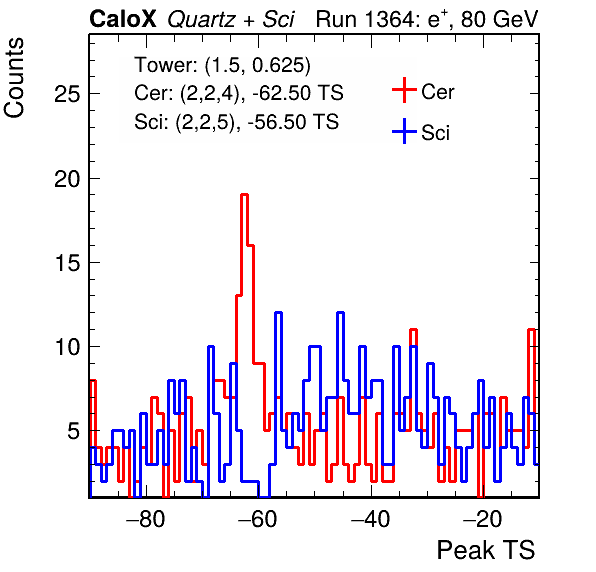 CaloX Quartz + Sci Run 1364: e⁺, 80 GeV
Counts
Tower: (1.5, 0.625)
Cer: (2,2,4), -62.50 TS
Sci: (2,2,5), -56.50 TS
Cer
Sci
25
20
15
10
5
−80 −60 −40 −20
Peak TS